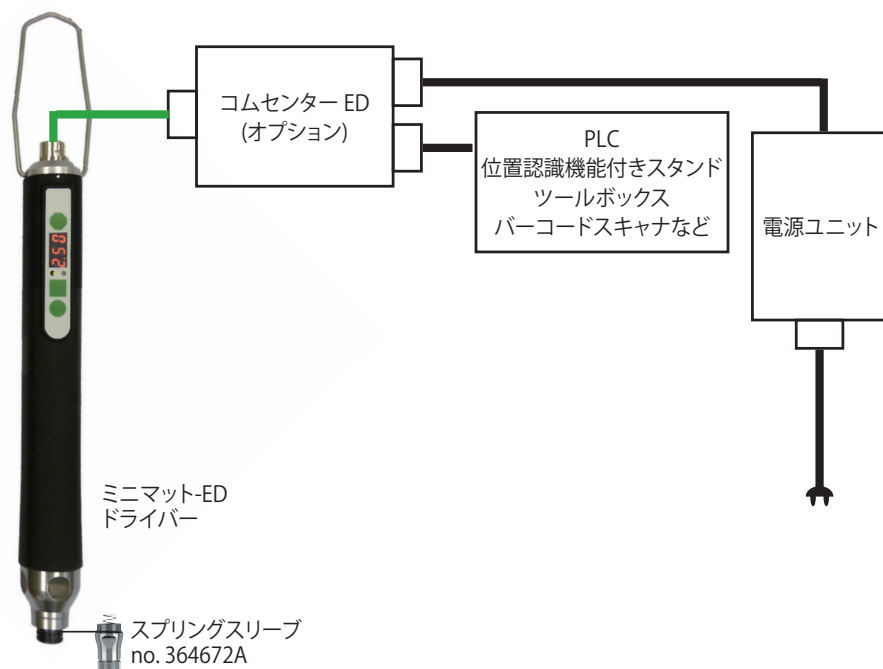 コムセンター ED
(オプション)
PLC
位置認識機能付きスタンド
ツールボックス
バーコードスキャナなど
電源ユニット
2.50
ミニマット-ED
ドライバー
スプリングスリーブ
no. 364672A